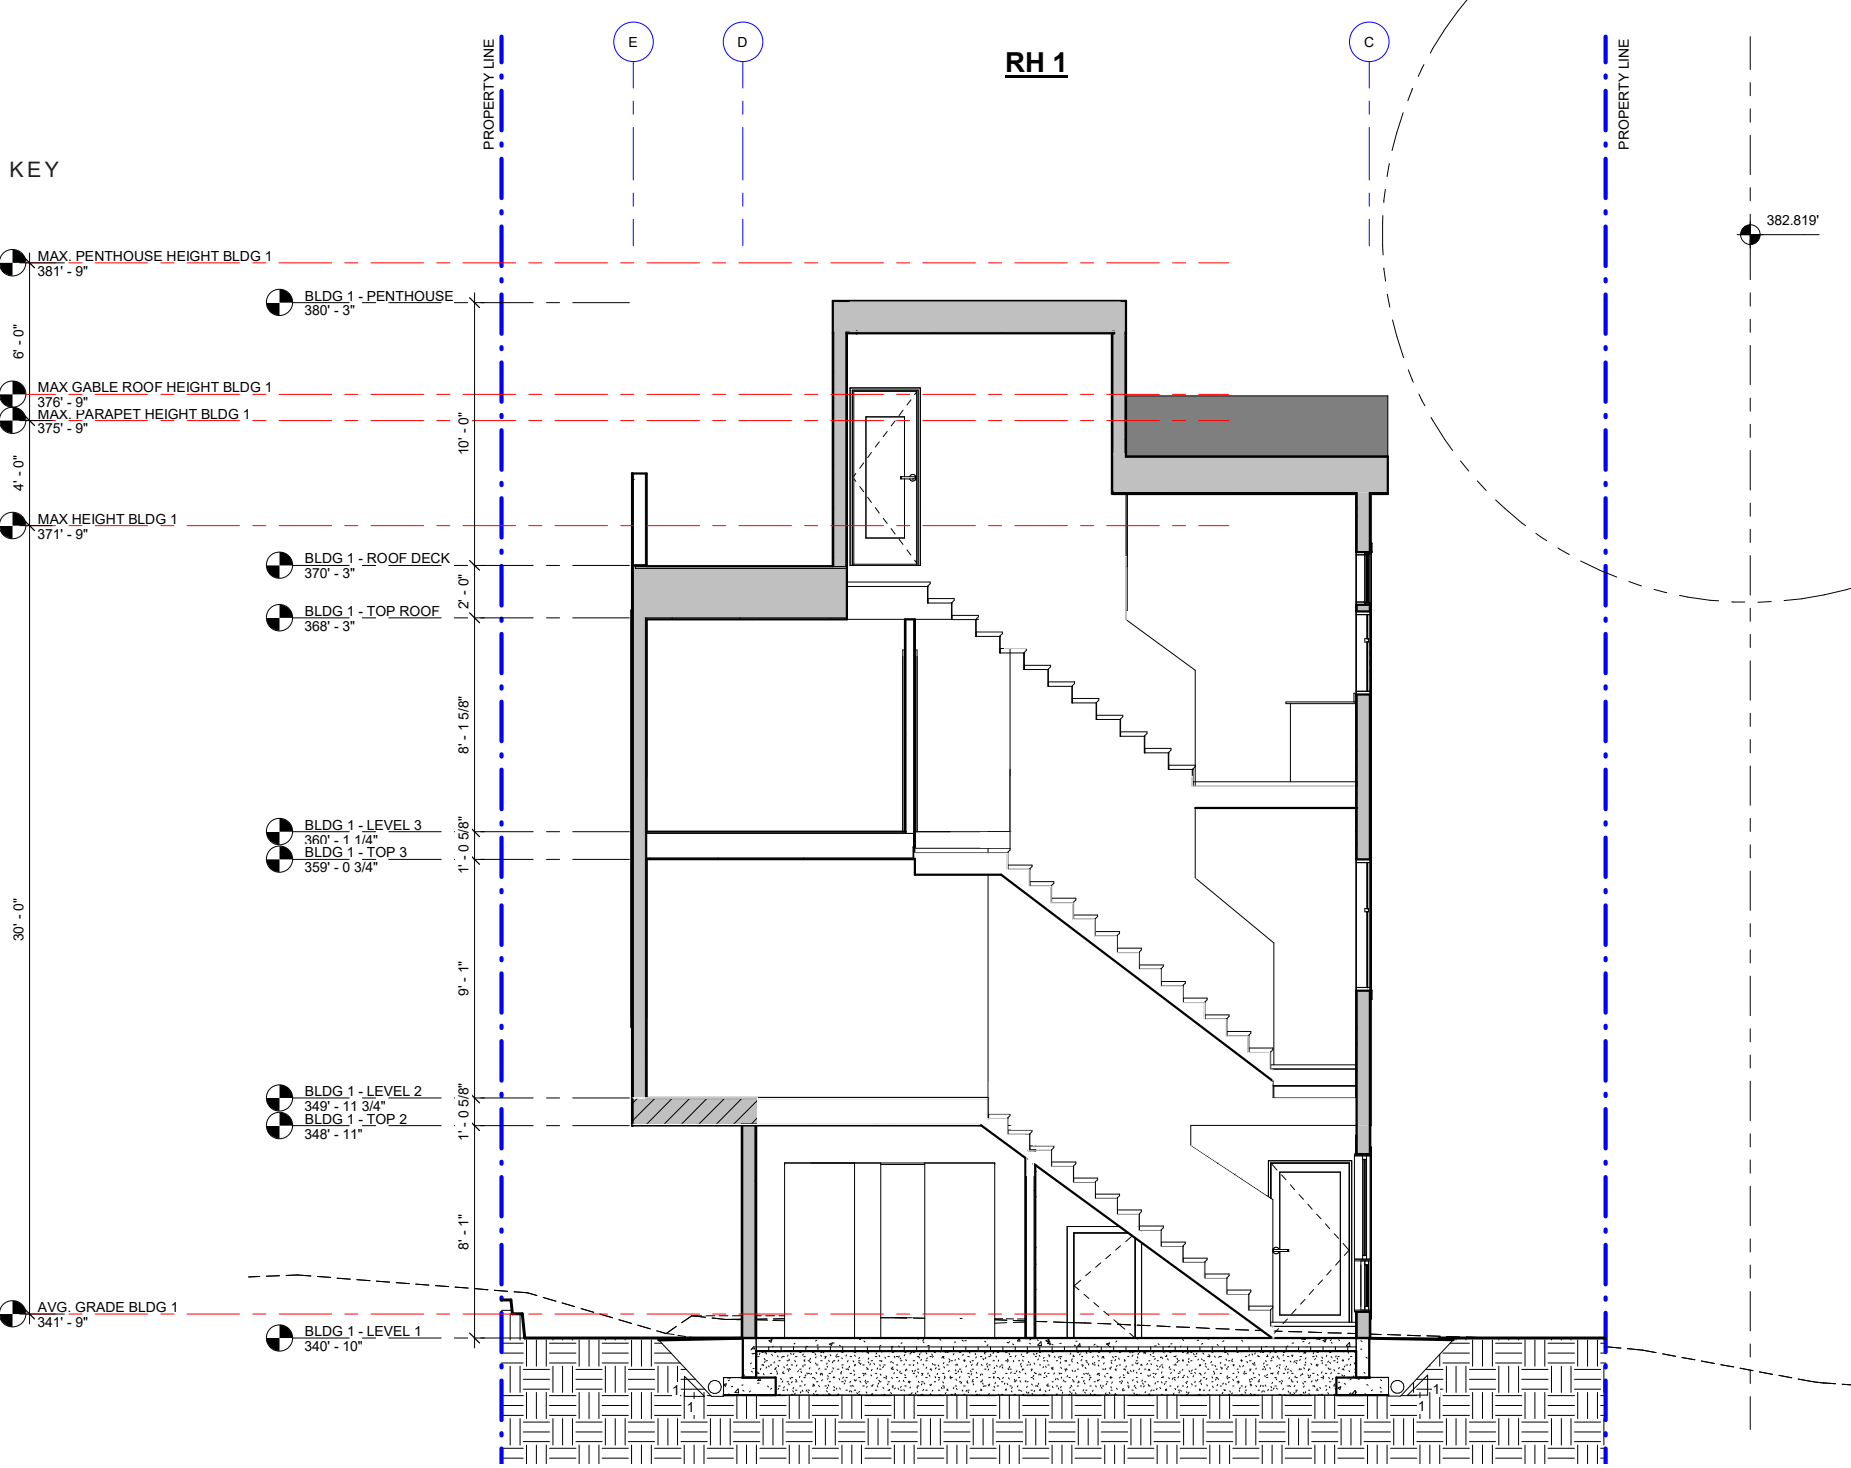 E
D
C
RH 1
PROPERTY LINE
PROPERTY LINE
KEY
382.819'
MAX. PENTHOUSE HEIGHT BLDG 1
381' - 9"
BLDG 1 - PENTHOUSE
380' - 3"
6' - 0"
MAX GABLE ROOF HEIGHT BLDG 1
376' - 9"
MAX. PARAPET HEIGHT BLDG 1
375' - 9"
10' - 0"
4' - 0"
MAX HEIGHT BLDG 1
371' - 9"
BLDG 1 - ROOF DECK
370' - 3"
2' - 0"
BLDG 1 - TOP ROOF
368' - 3"
8' - 1 5/8"
BLDG 1 - LEVEL 3
360' - 1 1/4"
1' - 0 5/8"
BLDG 1 - TOP 3
359' - 0 3/4"
30' - 0"
9' - 1"
BLDG 1 - LEVEL 2
349' - 11 3/4"
1' - 0 5/8"
BLDG 1 - TOP 2
348' - 11"
8' - 1"
AVG. GRADE BLDG 1
341' - 9"
BLDG 1 - LEVEL 1
340' - 10"
1
1
1
1